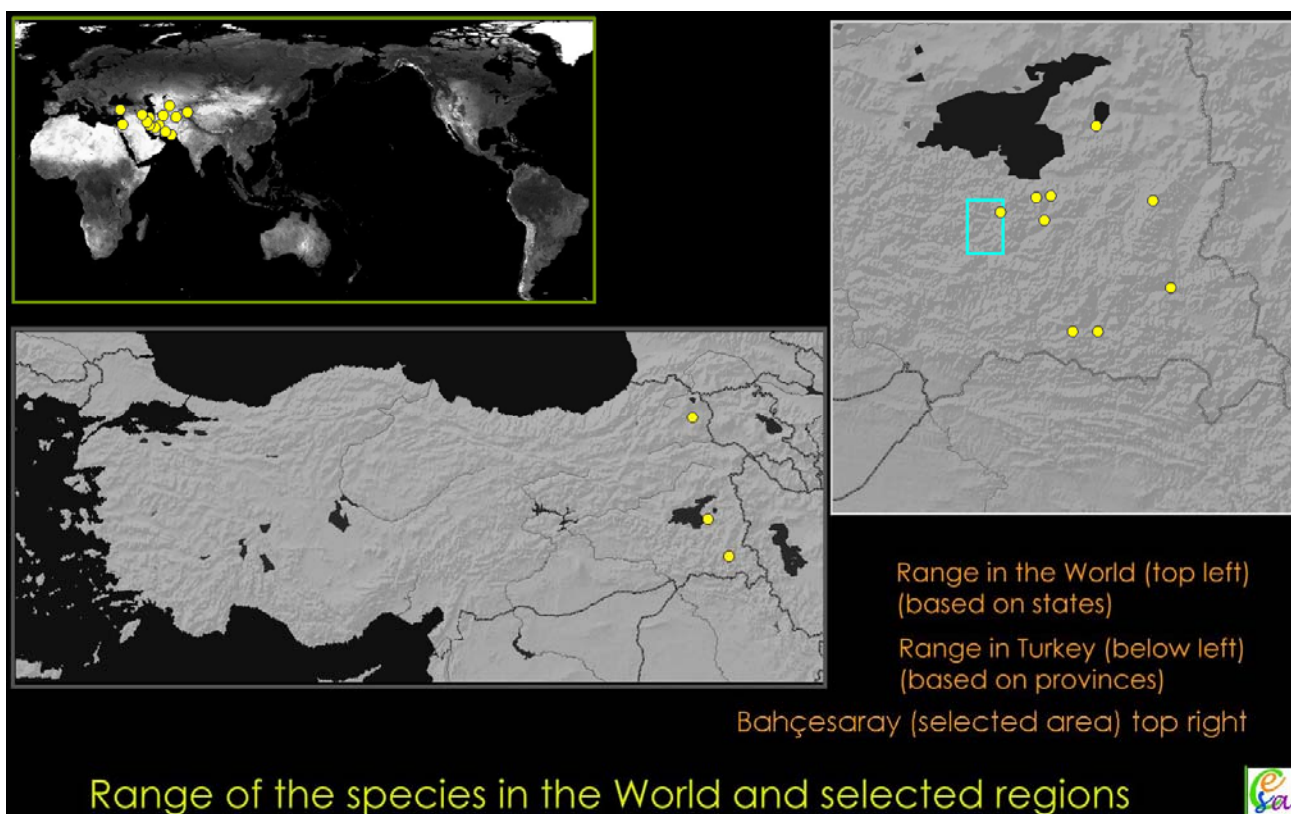 Range in the World (top left)
(based on states)
Range in Turkey (below left)
(based on provinces)
Bahçesaray (selected area) top right
Range of the species in the World and selected regions